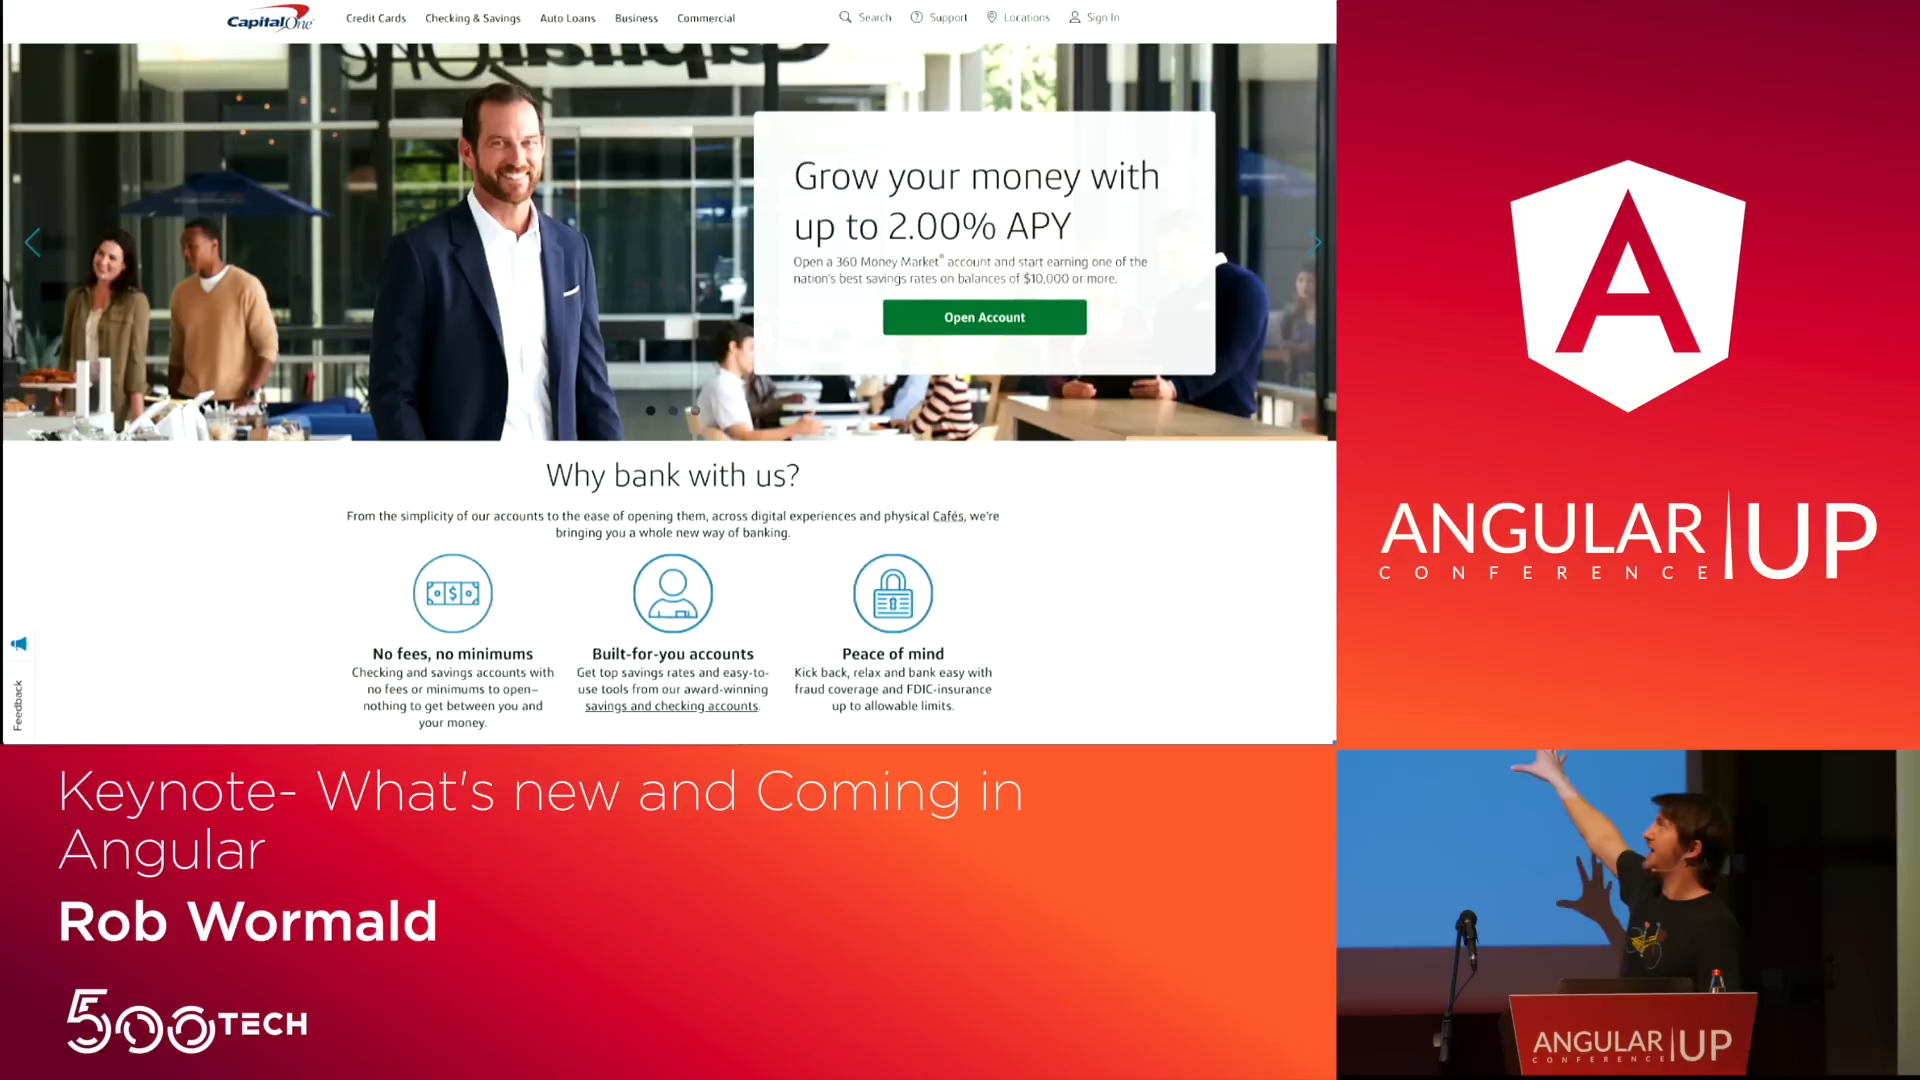 CapitalOne
Credit Cards
Checking & Savings
Auto Loans
Business
Commercial
Search
Support
Locations
Sign In
Capital One
Grow your money with
up to 2.00% APY
Open a 360 Money Market® account and start earning one of the
nation's best savings rates on balances of $10,000 or more.
Open Account
Why bank with us?
From the simplicity of our accounts to the ease of opening them, across digital experiences and physical Cafés, we're
bringing you a whole new way of banking.
No fees, no minimums
Checking and savings accounts with
no fees or minimums to open–
nothing to get between you and
your money.
Built-for-you accounts
Get top savings rates and easy-to-
use tools from our award-winning
savings and checking accounts.
Peace of mind
Kick back, relax and bank easy with
fraud coverage and FDIC-insurance
up to allowable limits.
Feedback
A
ANGULAR UP
CONFERENCE
Keynote- What's new and Coming in
Angular
Rob Wormald
500TECH
ANGULAR UP
CONFERENCE